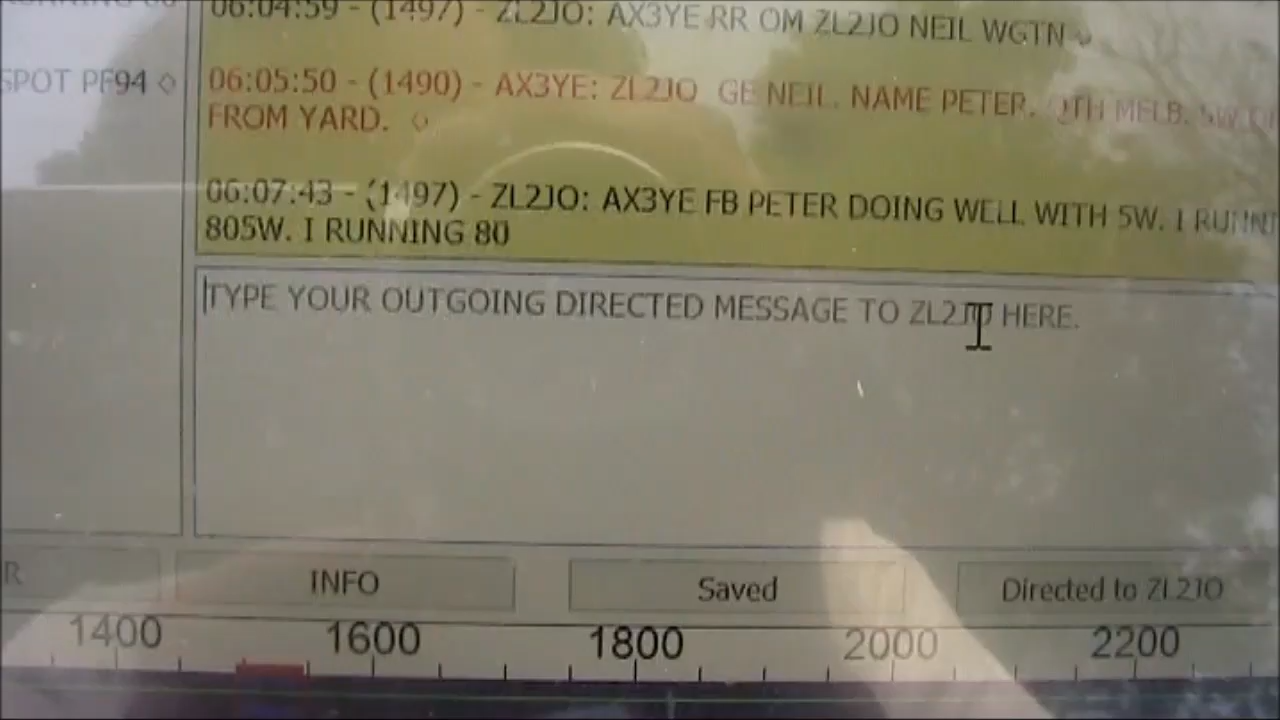 06:04:59 - (1497) - ZL2JO: AX3YE RR OM ZL2JO NEIL WGTN ◇
SPOT PF94 ◇
06:05:50 - (1490) - AX3YE: ZL2JO GE NEIL. NAME PETER. QTH MELB. 5W
FROM YARD. ◇
06:07:43 - (1497) - ZL2JO: AX3YE FB PETER DOING WELL WITH 5W. I
805W. I RUNNING 80
TYPE YOUR OUTGOING DIRECTED MESSAGE TO ZL2JO HERE.
R INFO Saved Directed to ZL2JO
1400 1600 1800 2000 2200